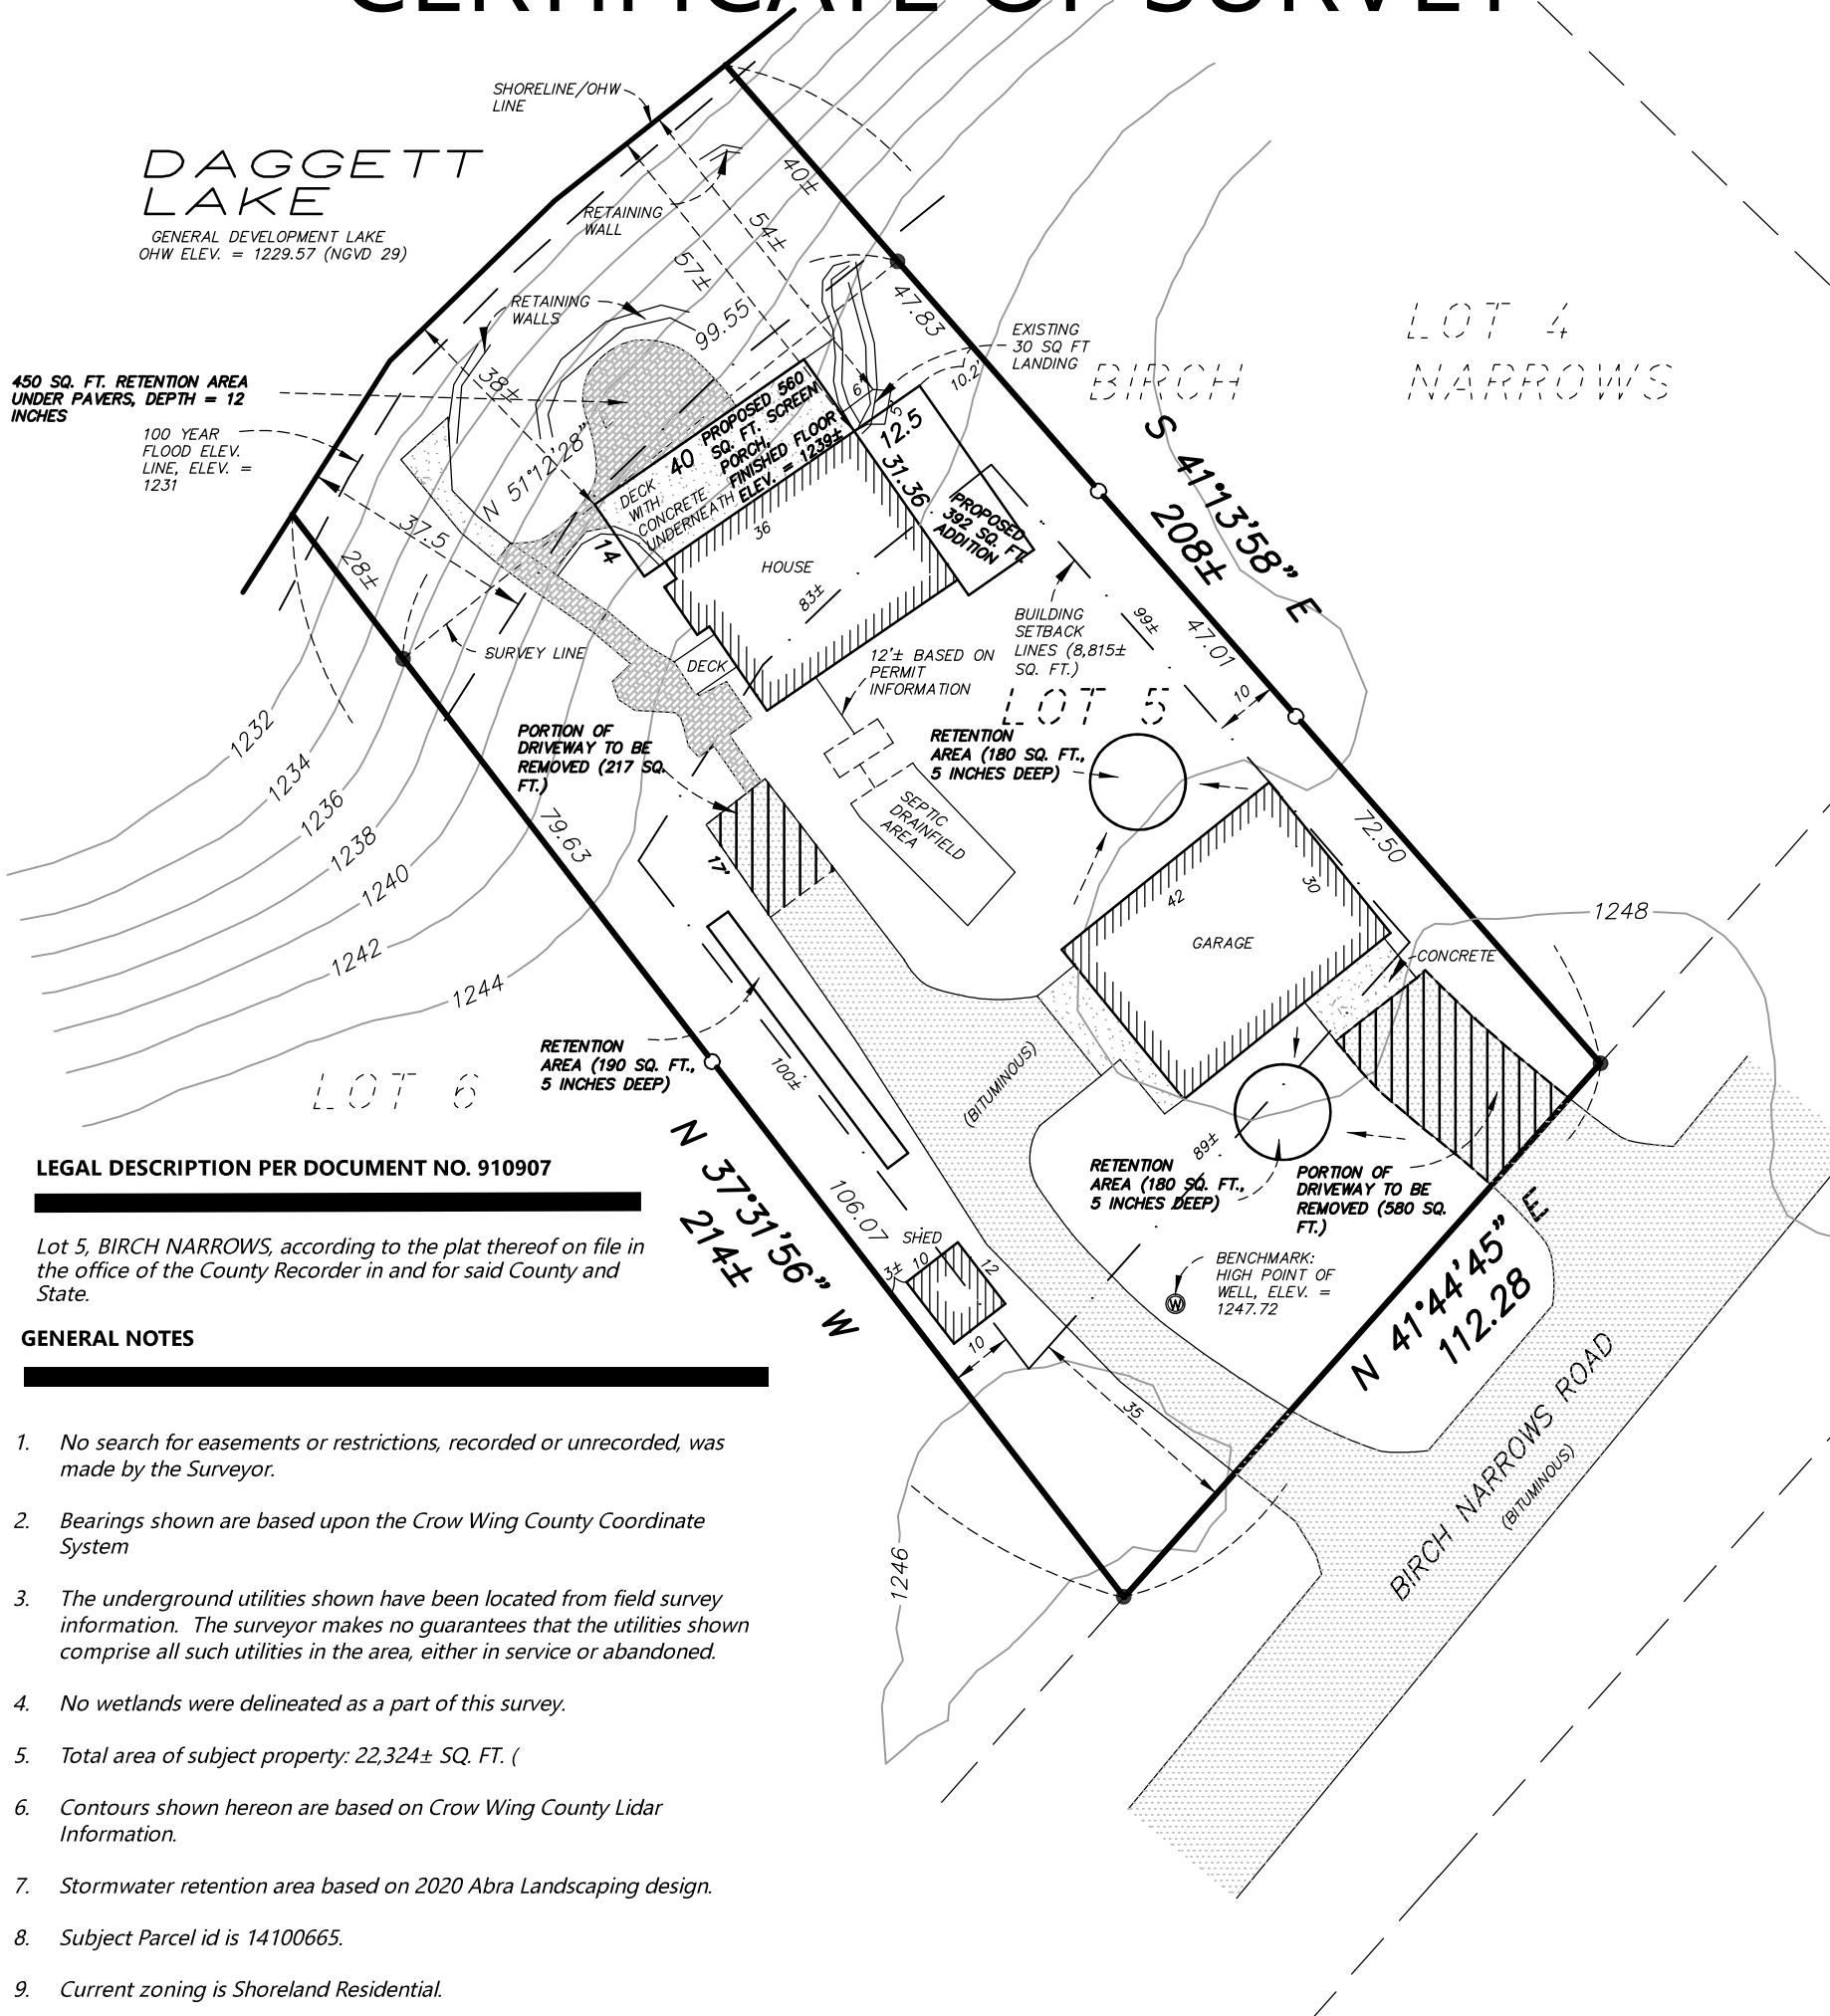 CERTIFICATE OF SURVEY
SHORELINE/OHW
LINE
DAGGETT
LAKE
GENERAL DEVELOPMENT LAKE
OHW ELEV. = 1229.57 (NGVD 29)
RETAINING
WALL
40±
54±
57±
99.55
47.83
RETAINING
WALLS
EXISTING
30 SQ FT
LANDING
LOT 4
BIRCH NARROWS
450 SQ. FT. RETENTION AREA
UNDER PAVERS, DEPTH = 12
INCHES
38±
10.2'
6'
5'
100 YEAR
FLOOD ELEV.
LINE, ELEV. =
1231
N 51°12'28" E
40
PROPOSED 560
SQ. FT. SCREEN
PORCH,
FINISHED FLOOR
ELEV. = 1239±
DECK
WITH
CONCRETE
UNDERNEATH
12.5
31.36
PROPOSED
392 SQ. FT.
ADDITION
S 41°13'58" E
208±
37.5
28±
14
36
HOUSE
83±
SURVEY LINE
DECK
BUILDING
SETBACK
LINES (8,815±
SQ. FT.)
99±
47.01
10
12'± BASED ON
PERMIT
INFORMATION
LOT 5
1232
1234
1236
1238
1240
1242
1244
PORTION OF
DRIVEWAY TO BE
REMOVED (217 SQ.
FT.)
RETENTION
AREA (180 SQ. FT.,
5 INCHES DEEP)
79.63
17'
SEPTIC
DRAINFIELD
AREA
72.50
42
30
GARAGE
1248
CONCRETE
RETENTION
AREA (190 SQ. FT.,
5 INCHES DEEP)
100±
(BITUMINOUS)
LOT 6
N 37°31'56" W
214±
106.07
89±
RETENTION
AREA (180 SQ. FT.,
5 INCHES DEEP)
PORTION OF
DRIVEWAY TO BE
REMOVED (580 SQ.
FT.)
SHED
3±
10
12
10
BENCHMARK:
HIGH POINT OF
WELL, ELEV. =
1247.72
W
N 41°44'45" E
112.28
35
BIRCH NARROWS ROAD
(BITUMINOUS)
1246
LEGAL DESCRIPTION PER DOCUMENT NO. 910907
Lot 5, BIRCH NARROWS, according to the plat thereof on file in
the office of the County Recorder in and for said County and
State.
GENERAL NOTES
1. No search for easements or restrictions, recorded or unrecorded, was
made by the Surveyor.
2. Bearings shown are based upon the Crow Wing County Coordinate
System
3. The underground utilities shown have been located from field survey
information. The surveyor makes no guarantees that the utilities shown
comprise all such utilities in the area, either in service or abandoned.
4. No wetlands were delineated as a part of this survey.
5. Total area of subject property: 22,324± SQ. FT. (
6. Contours shown hereon are based on Crow Wing County Lidar
Information.
7. Stormwater retention area based on 2020 Abra Landscaping design.
8. Subject Parcel id is 14100665.
9. Current zoning is Shoreland Residential.